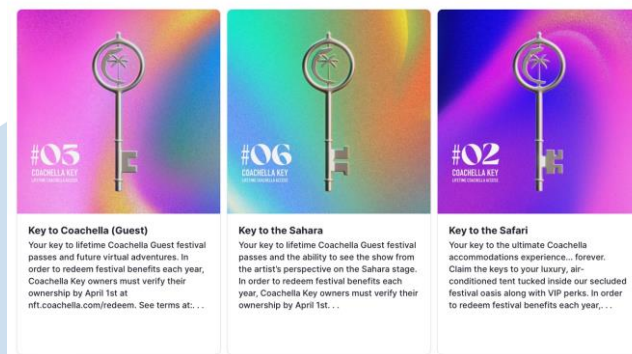 #05
COACHELLA KEY
LIFETIME COACHELLA ACCESS
Key to Coachella (Guest)
Your key to lifetime Coachella Guest festival
passes and future virtual adventures. In
order to redeem festival benefits each year,
Coachella Key owners must verify their
ownership by April 1st at
nft.coachella.com/redeem. See terms at:. . .
#06
COACHELLA KEY
LIFETIME COACHELLA ACCESS
Key to the Sahara
Your key to lifetime Coachella Guest festival
passes and the ability to see the show from
the artist's perspective on the Sahara stage.
In order to redeem festival benefits each
year, Coachella Key owners must verify their
ownership by April 1st. . .
#02
COACHELLA KEY
LIFETIME COACHELLA ACCESS
Key to the Safari
Your key to the ultimate Coachella
accommodations experience... forever.
Claim the keys to your luxury, air-
conditioned tent tucked inside our secluded
festival oasis along with VIP perks. In order
to redeem festival benefits each year,. . .